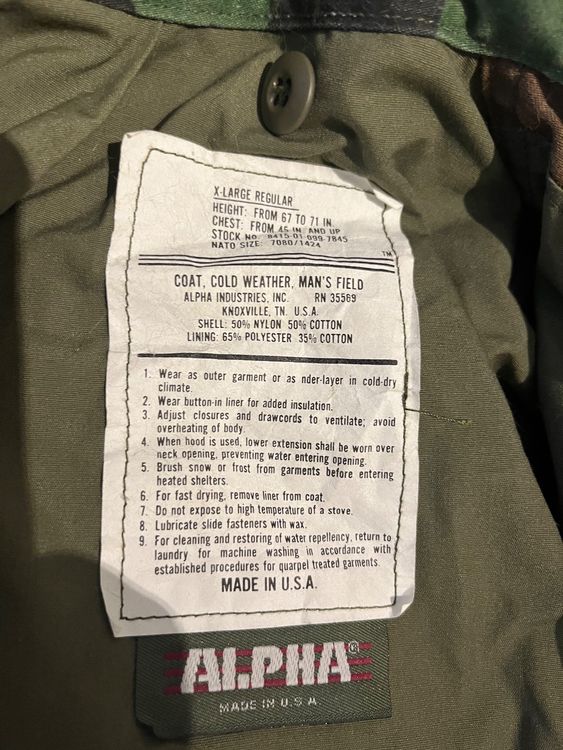 X-LARGE REGULAR
HEIGHT: FROM 67 TO 71 IN
CHEST: FROM 45 IN AND UP
STOCK NO. 8415-01-099-7845
NATO SIZE: 7080/1424
TM
COAT, COLD WEATHER, MAN'S FIELD
ALPHA INDUSTRIES, INC. RN 35569
KNOXVILLE, TN. U.S.A.
SHELL: 50% NYLON 50% COTTON
LINING: 65% POLYESTER 35% COTTON
1. Wear as outer garment or as nder-layer in cold-dry
climate.
2. Wear button-in liner for added insulation.
3. Adjust closures and drawcords to ventilate; avoid
overheating of body.
4. When hood is used, lower extension shall be worn over
neck opening, preventing water entering opening.
5. Brush snow or frost from garments before entering
heated shelters.
6. For fast drying, remove liner from coat.
7. Do not expose to high temperature of a stove.
8. Lubricate slide fasteners with wax.
9. For cleaning and restoring of water repellency, return to
laundry for machine washing in accordance with
established procedures for quarpel treated garments.
MADE IN U.S.A.
ALPHA®
MADE IN U.S.A.